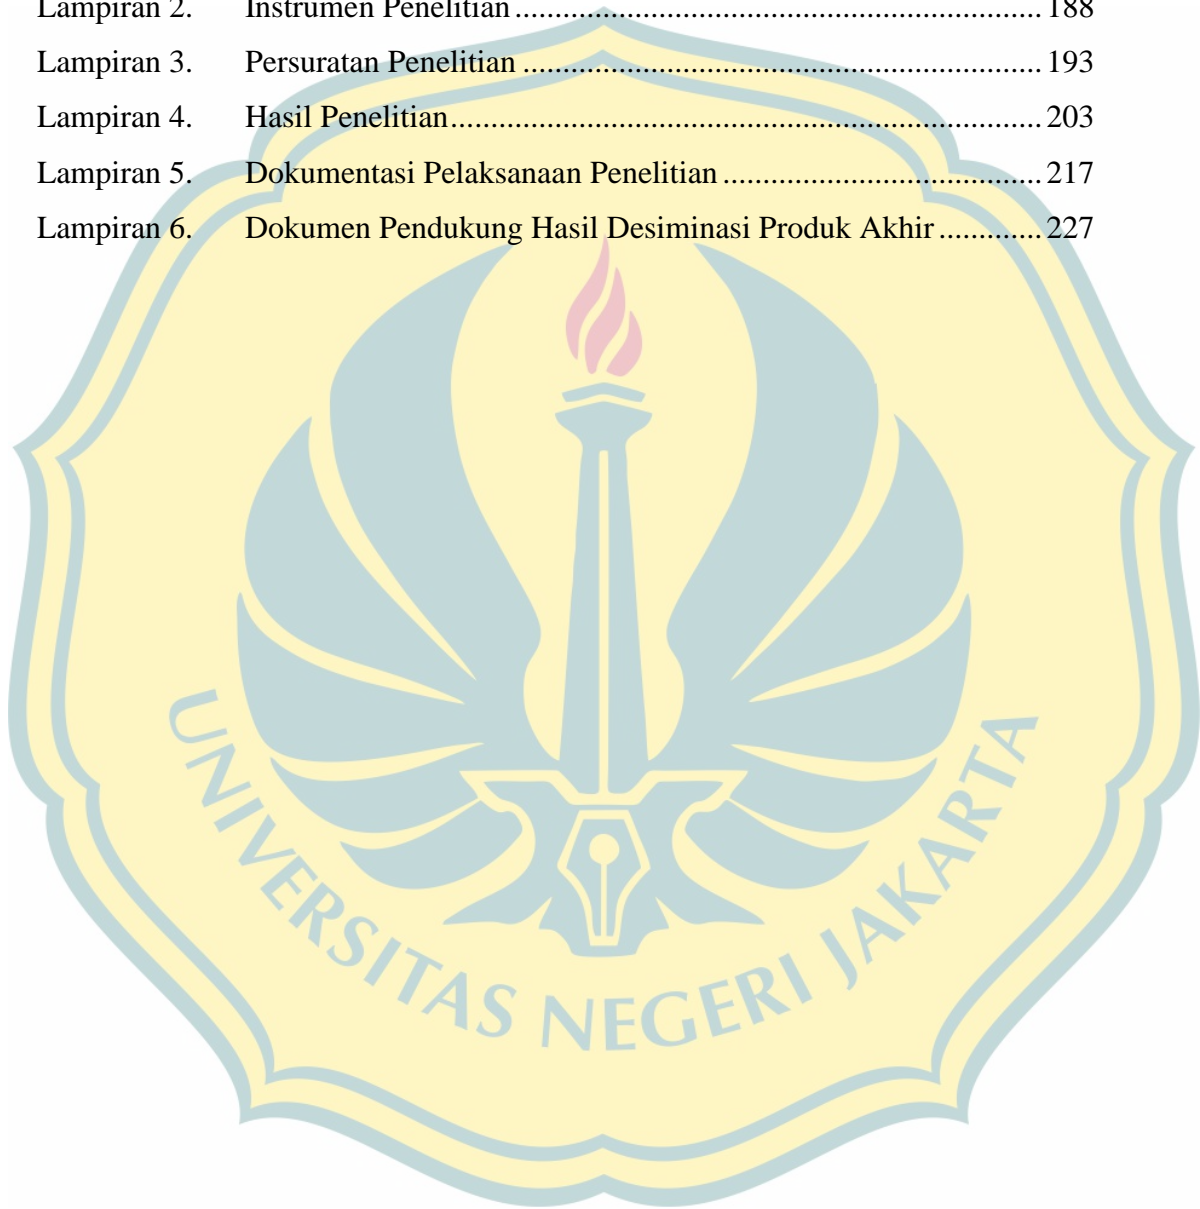 Lampiran 2. Instrumen Penelitian ................................................................. 188
Lampiran 3. Persuratan Penelitian ................................................................ 193
Lampiran 4. Hasil Penelitian......................................................................... 203
Lampiran 5. Dokumentasi Pelaksanaan Penelitian ....................................... 217
Lampiran 6. Dokumen Pendukung Hasil Desiminasi Produk Akhir ............. 227
UNIVERSITAS NEGERI JAKARTA